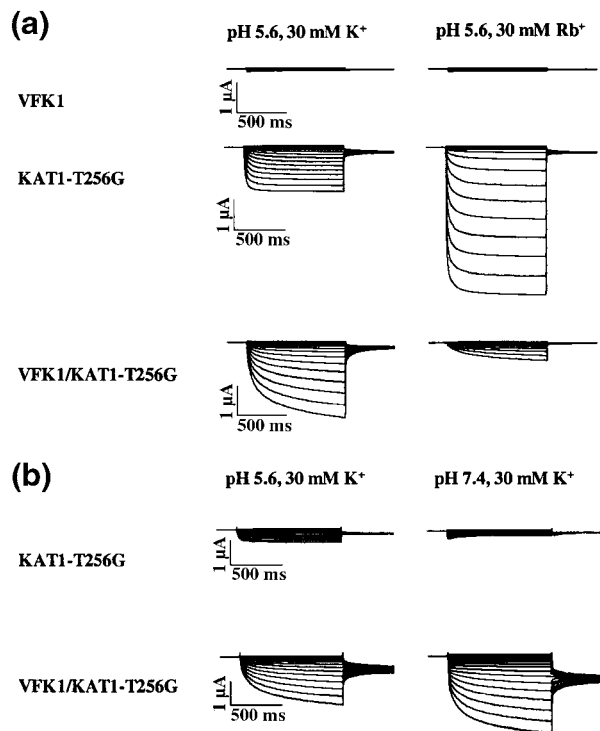 (a)
pH 5.6, 30 mM K⁺ pH 5.6, 30 mM Rb⁺
VFK1
1 µA
500 ms
KAT1-T256G
1 µA
500 ms
VFK1/KAT1-T256G
1 µA
500 ms
(b)
pH 5.6, 30 mM K⁺ pH 7.4, 30 mM K⁺
KAT1-T256G
1 µA
500 ms
VFK1/KAT1-T256G
1 µA
500 ms